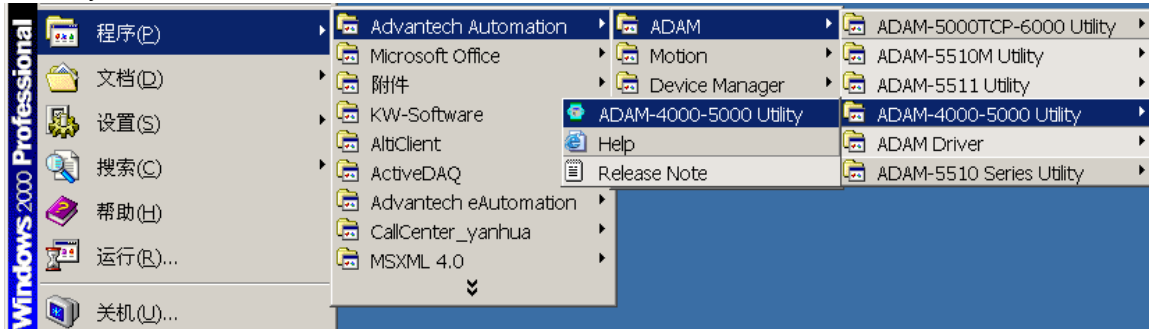 Windows 2000 Professional
程序(P)
文档(D)
设置(S)
搜索(C)
帮助(H)
运行(R)...
关机(U)...
Advantech Automation
Microsoft Office
附件
KW-Software
AltiClient
ActiveDAQ
Advantech eAutomation
CallCenter_yanhua
MSXML 4.0
ADAM
Motion
Device Manager
ADAM-5000TCP-6000 Utility
ADAM-5510M Utility
ADAM-5511 Utility
ADAM-4000-5000 Utility
ADAM Driver
ADAM-5510 Series Utility
ADAM-4000-5000 Utility
Help
Release Note